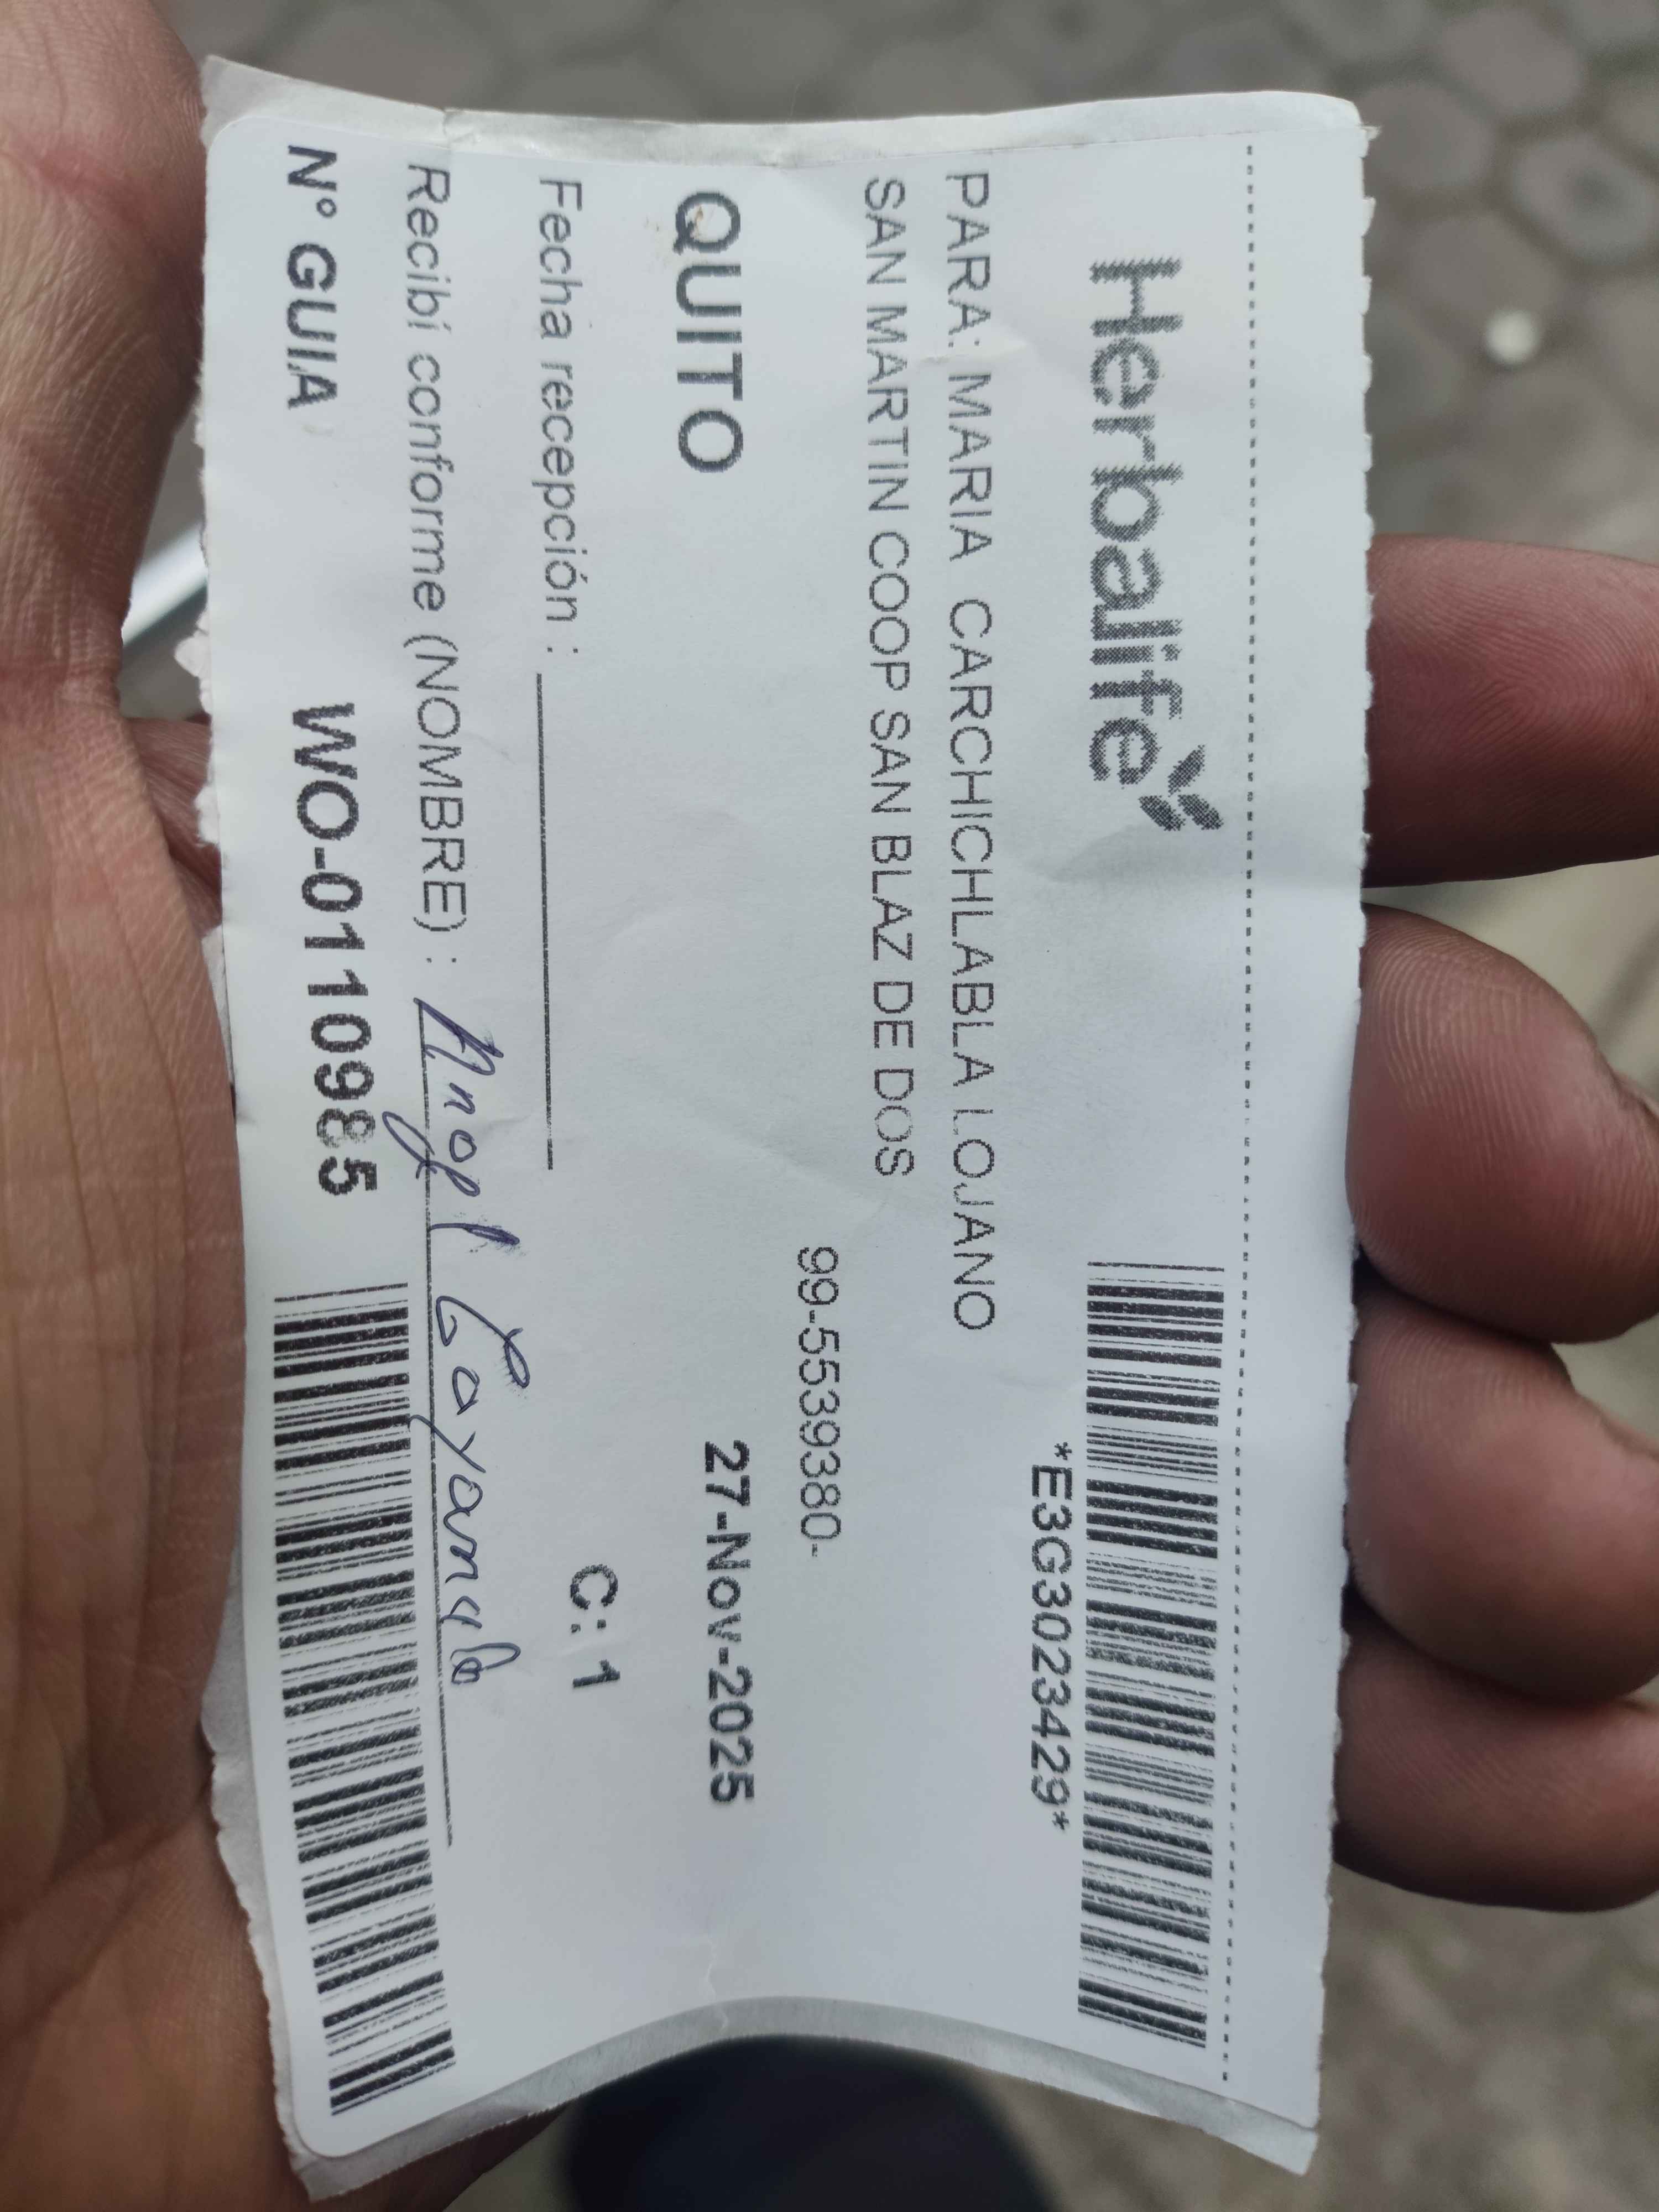 Herbalife
*E3G3023429*
PARA: MARIA CARCHICHLABLA LOJANO
SAN MARTIN COOP SAN BLAZ DE DOS
99-5539380-
QUITO 27-Nov-2025
Fecha recepción : C: 1
Recibí conforme (NOMBRE) : Angel
N° GUIA WO-0110985